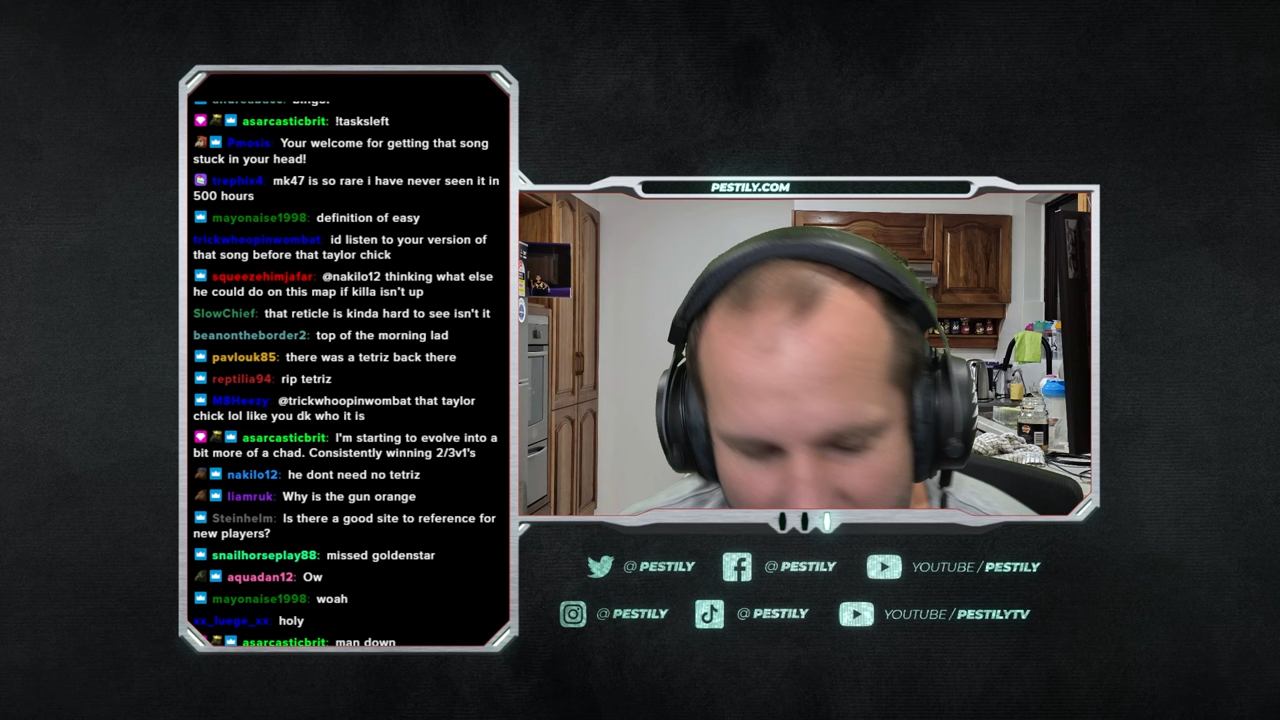 asarcasticbrit: !tasksleft
Pmosis: Your welcome for getting that song
stuck in your head!
trephix4: mk47 is so rare i have never seen it in
500 hours
mayonaise1998: definition of easy
trickwhoopinwombat: id listen to your version of
that song before that taylor chick
squeezehimjafar: @nakilo12 thinking what else
he could do on this map if killa isn't up
SlowChief: that reticle is kinda hard to see isn't it
beanontheborder2: top of the morning lad
pavlouk85: there was a tetriz back there
reptilia94: rip tetriz
@trickwhoopinwombat that taylor
chick lol like you dk who it is
asarcasticbrit: I'm starting to evolve into a
bit more of a chad. Consistently winning 2/3v1's
nakilo12: he dont need no tetriz
liamruk: Why is the gun orange
Steinhelm: Is there a good site to reference for
new players?
snailhorseplay88: missed goldenstar
aquadan12: Ow
mayonaise1998: woah
xx_luege_xx: holy
asarcasticbrit: man down
PESTILY.COM
@PESTILY @PESTILY YOUTUBE/PESTILY
@PESTILY @PESTILY YOUTUBE/PESTILYTV